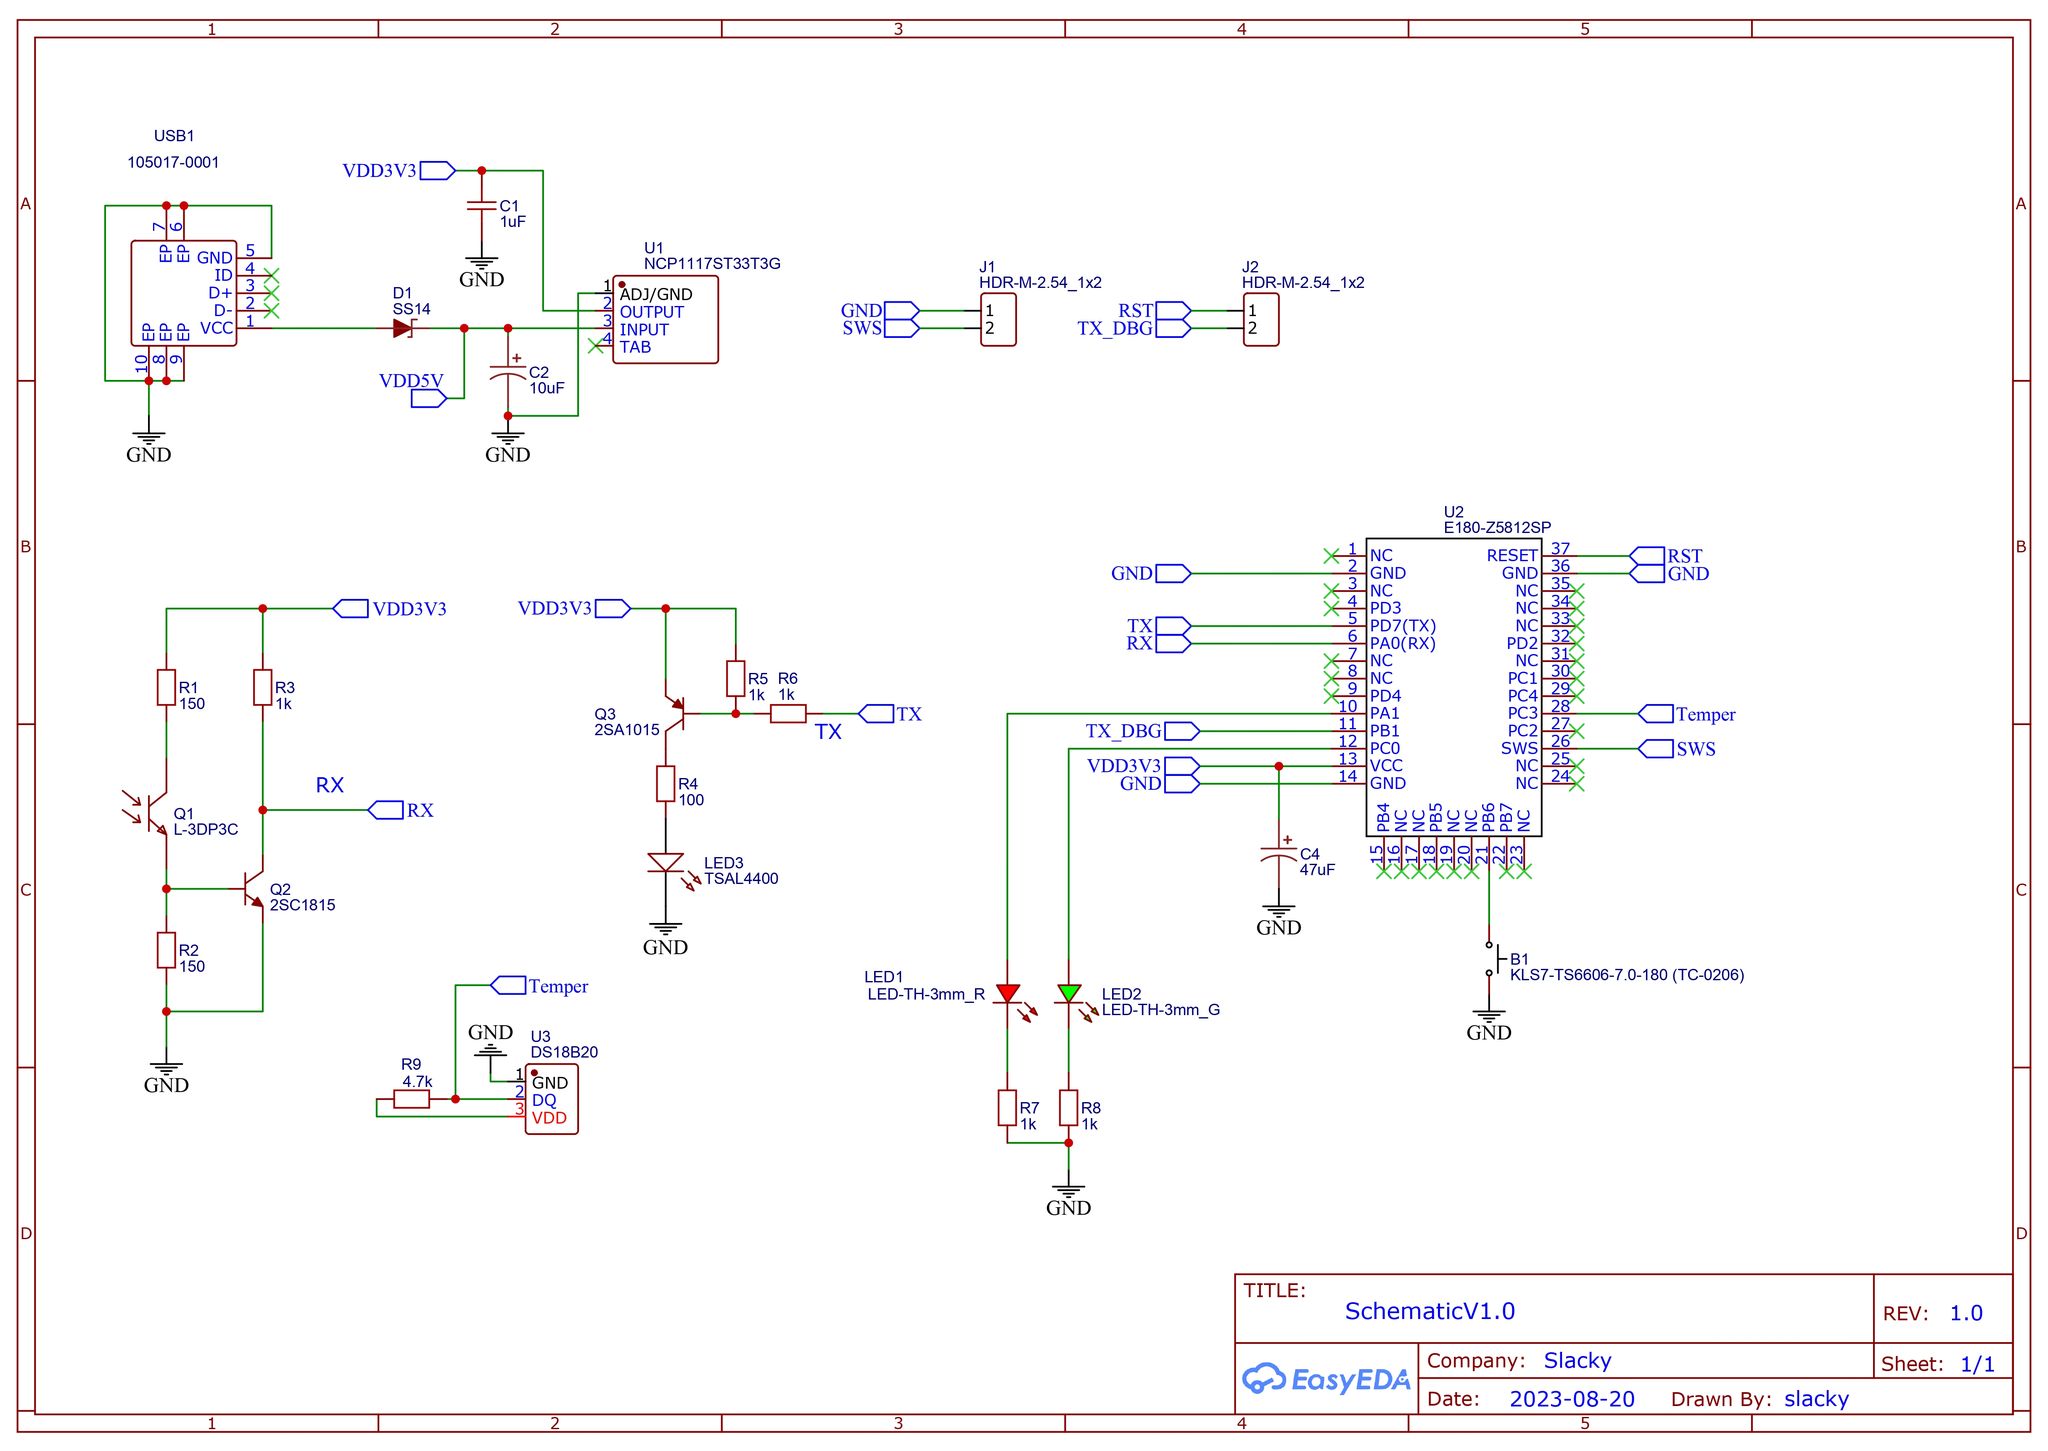 1 2 3 4 5
A
A
B
B
C
C
D
D
USB1
105017-0001
7 6
EP EP
GND 5
ID 4
D+ 3
D- 2
VCC 1
EP EP EP
10 8 9
GND
VDD3V3
C1
1uF
GND
D1
SS14
VDD5V
C2
10uF
GND
U1
NCP1117ST33T3G
1 ADJ/GND
2 OUTPUT
3 INPUT
4 TAB
J1
HDR-M-2.54_1x2
GND 1
SWS 2
J2
HDR-M-2.54_1x2
RST 1
TX_DBG 2
VDD3V3
R1
150
R3
1k
RX
RX
Q1
L-3DP3C
Q2
2SC1815
R2
150
GND
VDD3V3
R5
1k
R6
1k
TX
TX
Q3
2SA1015
R4
100
LED3
TSAL4400
GND
Temper
GND
U3
DS18B20
R9
4.7k
1 GND
2 DQ
3 VDD
U2
E180-Z5812SP
1 NC
GND 2 GND
3 NC
4 PD3
TX 5 PD7(TX)
RX 6 PA0(RX)
7 NC
8 NC
9 PD4
10 PA1
TX_DBG 11 PB1
12 PC0
VDD3V3 13 VCC
GND 14 GND
RESET 37 RST
GND 36 GND
NC 35
NC 34
NC 33
PD2 32
NC 31
PC1 30
PC4 29
PC3 28 Temper
PC2 27
SWS 26 SWS
NC 25
NC 24
PB4 NC NC PB5 NC NC PB6 PB7 NC
15 16 17 18 19 20 21 22 23
C4
47uF
GND
B1
KLS7-TS6606-7.0-180 (TC-0206)
GND
LED1
LED-TH-3mm_R
LED2
LED-TH-3mm_G
R7
1k
R8
1k
GND
TITLE:
SchematicV1.0
REV: 1.0
EasyEDA
Company: Slacky
Sheet: 1/1
Date: 2023-08-20 Drawn By: slacky
1 2 3 4 5